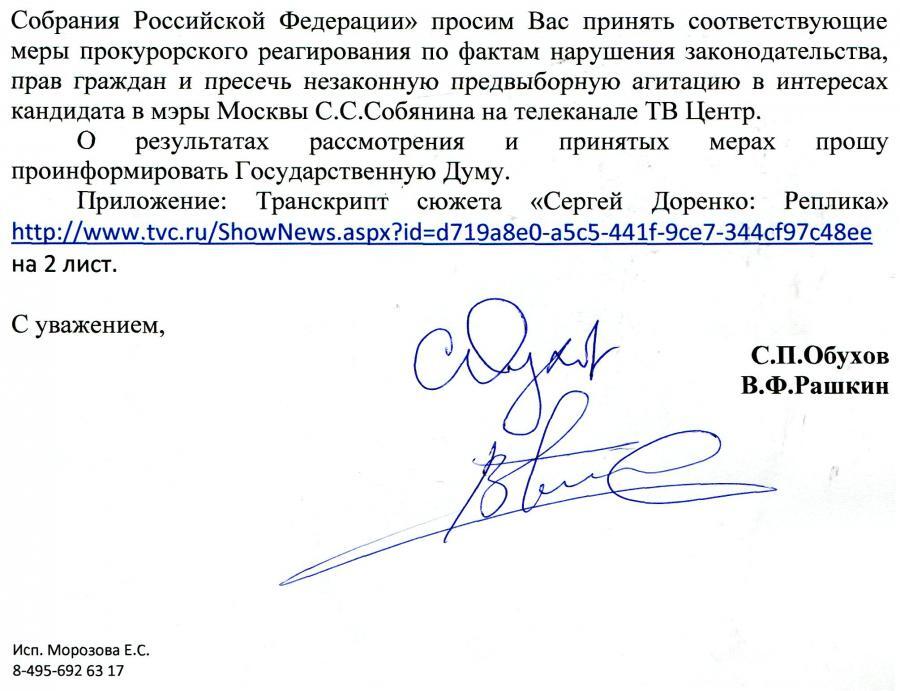 Собрания Российской Федерации» просим Вас принять соответствующие
меры прокурорского реагирования по фактам нарушения законодательства,
прав граждан и пресечь незаконную предвыборную агитацию в интересах
кандидата в мэры Москвы С.С.Собянина на телеканале ТВ Центр.
О результатах рассмотрения и принятых мерах прошу
проинформировать Государственную Думу.
Приложение: Транскрипт сюжета «Сергей Доренко: Реплика»
http://www.tvc.ru/ShowNews.aspx?id=d719a8e0-a5c5-441f-9ce7-344cf97c48ee
на 2 лист.
С уважением,
С.П.Обухов
В.Ф.Рашкин
Исп. Морозова Е.С.
8-495-692 63 17